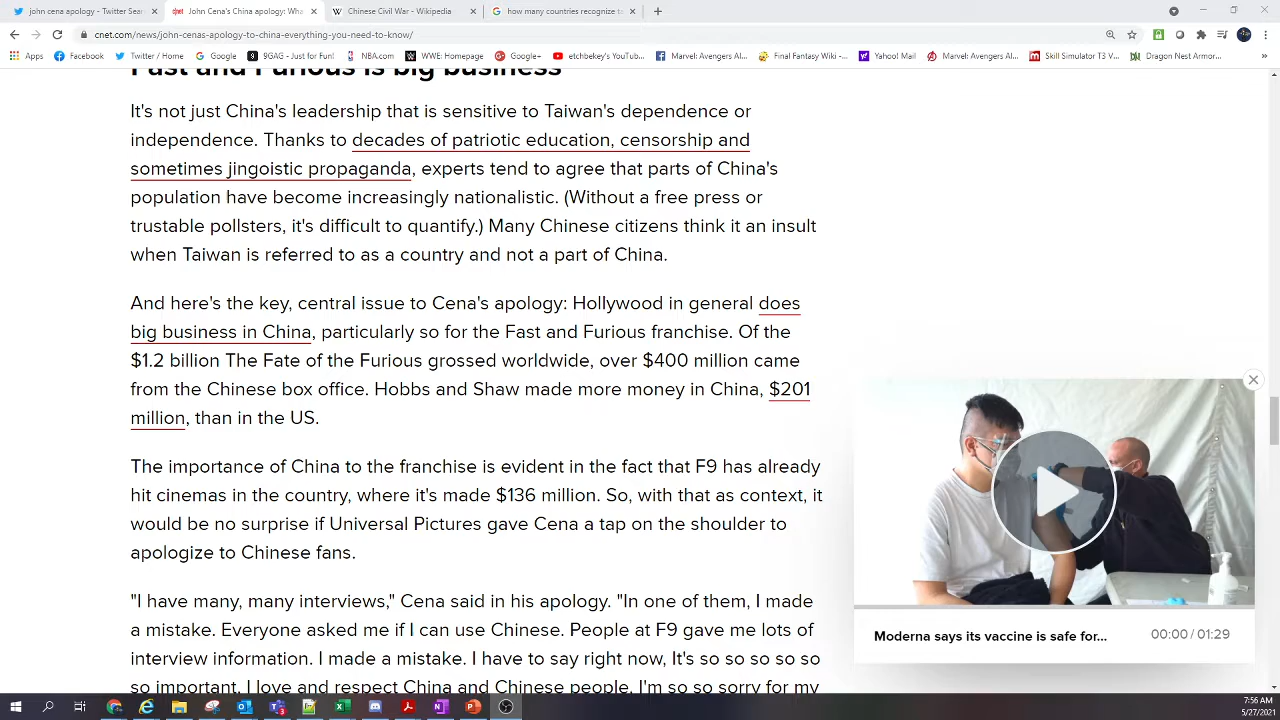 john cena apology - Twitter Sea
John Cena's China apology: Wha
Chinese Civil War - Wikipedia
how many countries recognize ta
cnet.com/news/john-cenas-apology-to-china-everything-you-need-to-know/
Apps
Facebook
Twitter / Home
Google
9GAG - Just for Fun!
NBA.com
WWE: Homepage
Google+
etchbekey's YouTub...
Marvel: Avengers Al...
Final Fantasy Wiki -...
Yahoo Mail
Marvel: Avengers Al...
Skill Simulator T3 V...
Dragon Nest Armor...
Fast and Furious is big business
It's not just China's leadership that is sensitive to Taiwan's dependence or
independence. Thanks to decades of patriotic education, censorship and
sometimes jingoistic propaganda, experts tend to agree that parts of China's
population have become increasingly nationalistic. (Without a free press or
trustable pollsters, it's difficult to quantify.) Many Chinese citizens think it an insult
when Taiwan is referred to as a country and not a part of China.
And here's the key, central issue to Cena's apology: Hollywood in general does
big business in China, particularly so for the Fast and Furious franchise. Of the
$1.2 billion The Fate of the Furious grossed worldwide, over $400 million came
from the Chinese box office. Hobbs and Shaw made more money in China, $201
million, than in the US.
The importance of China to the franchise is evident in the fact that F9 has already
hit cinemas in the country, where it's made $136 million. So, with that as context, it
would be no surprise if Universal Pictures gave Cena a tap on the shoulder to
apologize to Chinese fans.
"I have many, many interviews," Cena said in his apology. "In one of them, I made
a mistake. Everyone asked me if I can use Chinese. People at F9 gave me lots of
interview information. I made a mistake. I have to say right now, It's so so so so so
so important, I love and respect China and Chinese people. I'm so so sorry for my
Moderna says its vaccine is safe for...
00:00 / 01:29
7:56 AM
5/27/2021